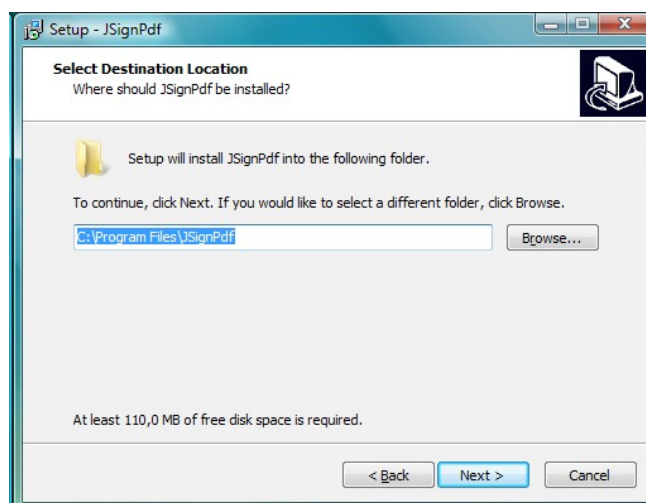 Setup - JSignPdf
Select Destination Location
Where should JSignPdf be installed?
Setup will install JSignPdf into the following folder.
To continue, click Next. If you would like to select a different folder, click Browse.
C:\Program Files\JSignPdf
Browse...
At least 110,0 MB of free disk space is required.
< Back
Next >
Cancel